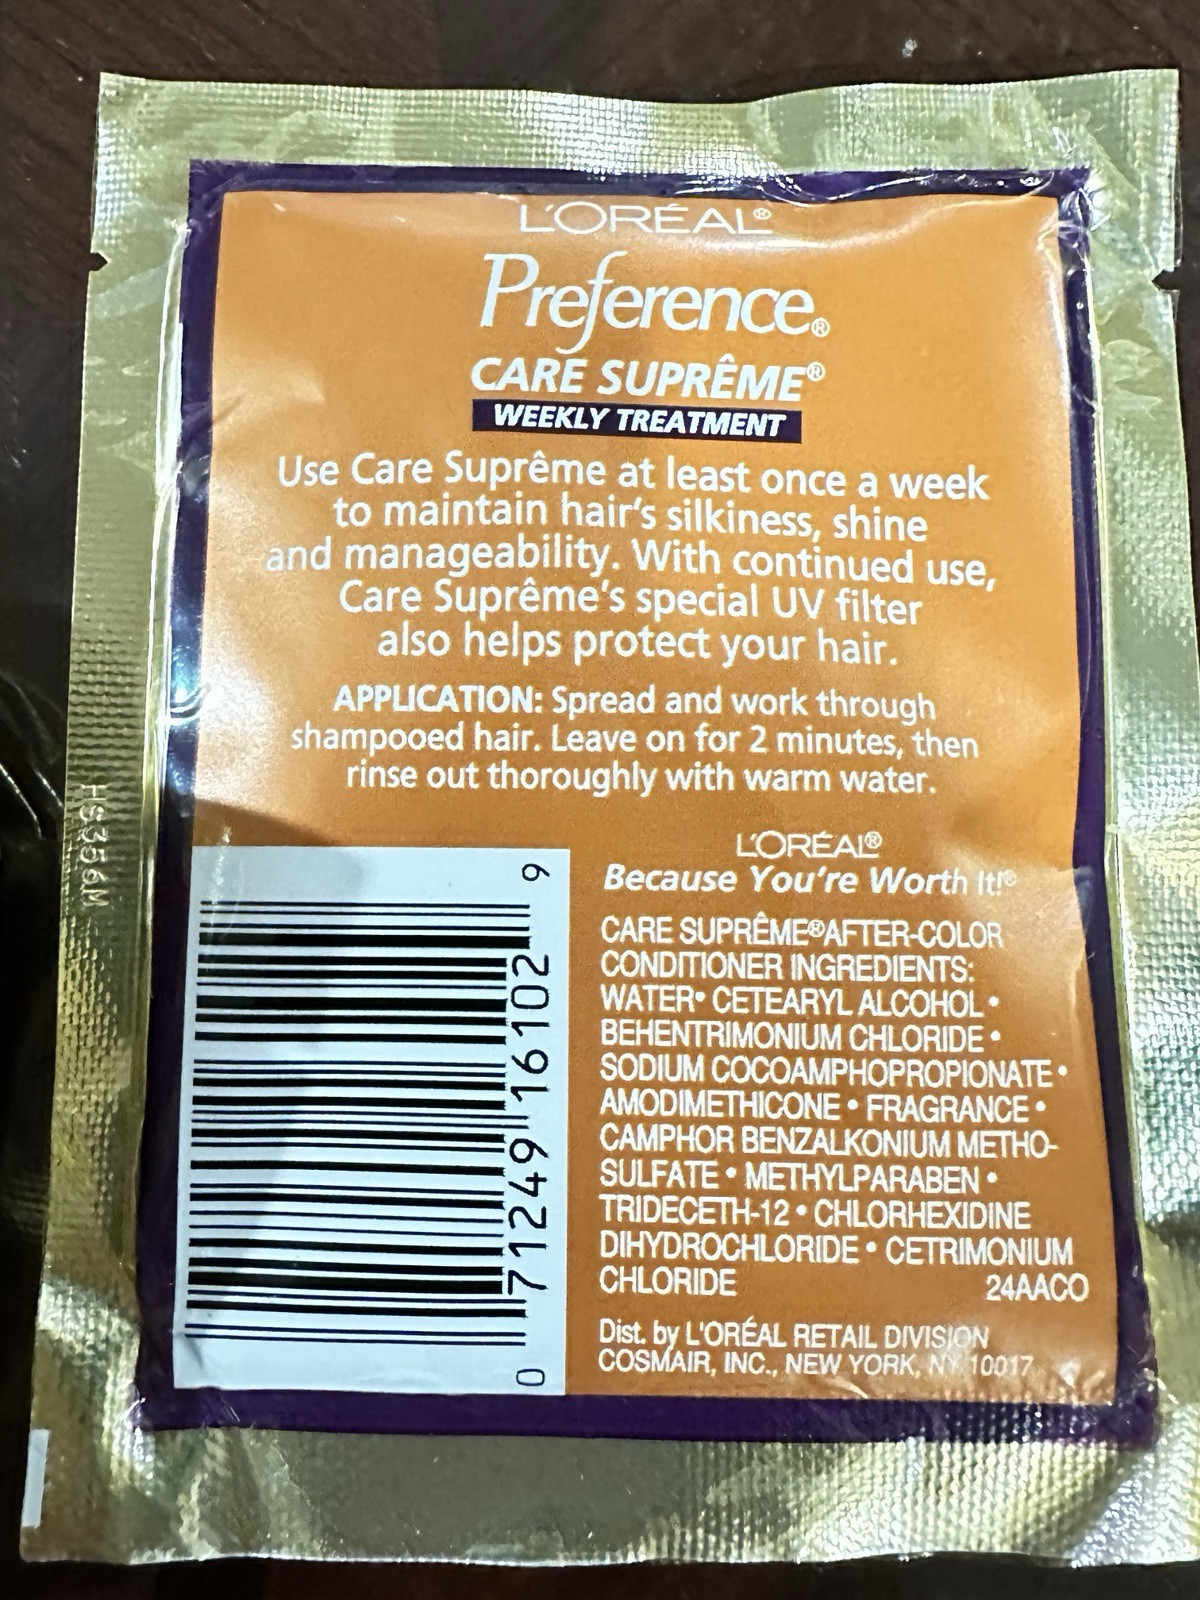 L'ORÉAL®
Preference®
CARE SUPRÊME®
WEEKLY TREATMENT
Use Care Suprême at least once a week
to maintain hair's silkiness, shine
and manageability. With continued use,
Care Suprême's special UV filter
also helps protect your hair.
APPLICATION: Spread and work through
shampooed hair. Leave on for 2 minutes, then
rinse out thoroughly with warm water.
HS356M
0 71249 16102 9
L'ORÉAL®
Because You're Worth It!®
CARE SUPRÊME®AFTER-COLOR
CONDITIONER INGREDIENTS:
WATER• CETEARYL ALCOHOL •
BEHENTRIMONIUM CHLORIDE •
SODIUM COCOAMPHOPROPIONATE •
AMODIMETHICONE • FRAGRANCE •
CAMPHOR BENZALKONIUM METHO-
SULFATE • METHYLPARABEN •
TRIDECETH-12 • CHLORHEXIDINE
DIHYDROCHLORIDE • CETRIMONIUM
CHLORIDE 24AACO
Dist. by L'ORÉAL RETAIL DIVISION
COSMAIR, INC., NEW YORK, NY 10017